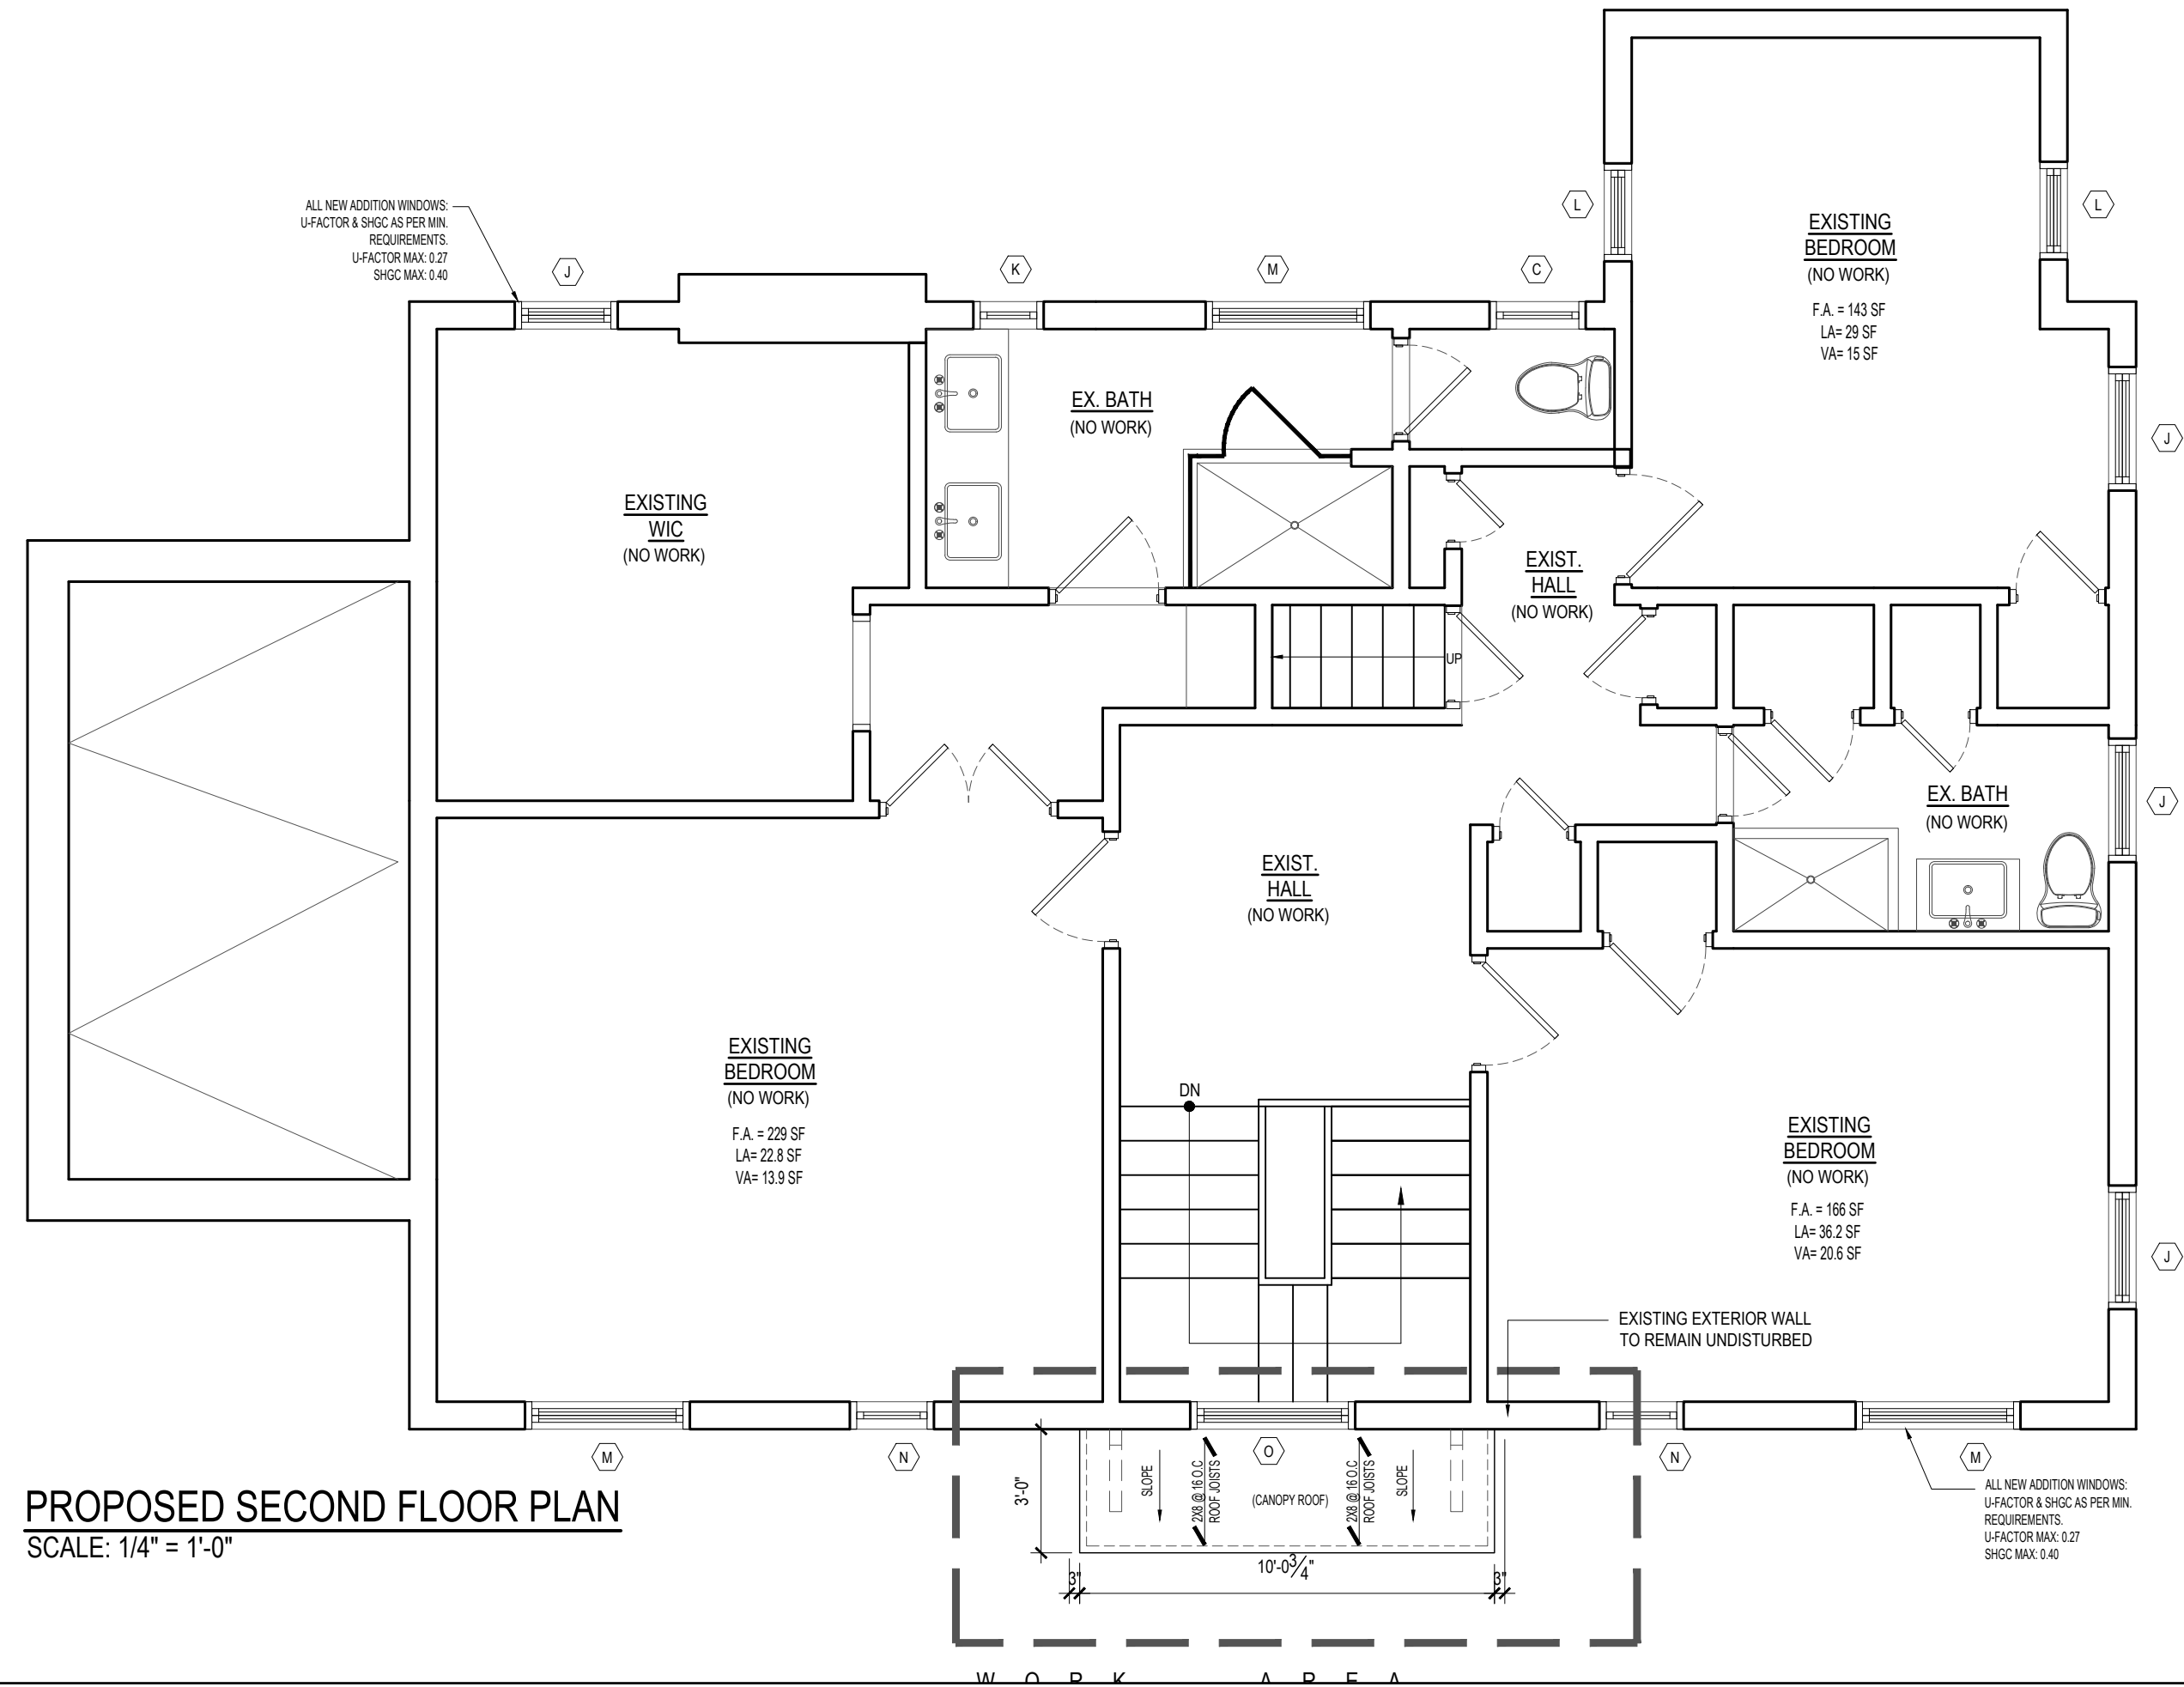 L
L
EXISTING
BEDROOM
(NO WORK)
F.A. = 143 SF
LA= 29 SF
VA= 15 SF
ALL NEW ADDITION WINDOWS:
U-FACTOR & SHGC AS PER MIN.
REQUIREMENTS.
U-FACTOR MAX: 0.27
SHGC MAX: 0.40
J
K
M
C
EX. BATH
(NO WORK)
J
EXISTING
WIC
(NO WORK)
EXIST.
HALL
(NO WORK)
UP
EX. BATH
(NO WORK)
J
EXIST.
HALL
(NO WORK)
EXISTING
BEDROOM
(NO WORK)
F.A. = 229 SF
LA= 22.8 SF
VA= 13.9 SF
DN
EXISTING
BEDROOM
(NO WORK)
F.A. = 166 SF
LA= 36.2 SF
VA= 20.6 SF
J
EXISTING EXTERIOR WALL
TO REMAIN UNDISTURBED
M
N
O
N
M
3'-0"
SLOPE
2X8 @ 16 O.C
ROOF JOISTS
(CANOPY ROOF)
2X8 @ 16 O.C
ROOF JOISTS
SLOPE
3"
10'-0 3/4"
3"
ALL NEW ADDITION WINDOWS:
U-FACTOR & SHGC AS PER MIN.
REQUIREMENTS.
U-FACTOR MAX: 0.27
SHGC MAX: 0.40
PROPOSED SECOND FLOOR PLAN
SCALE: 1/4" = 1'-0"
WORK AREA